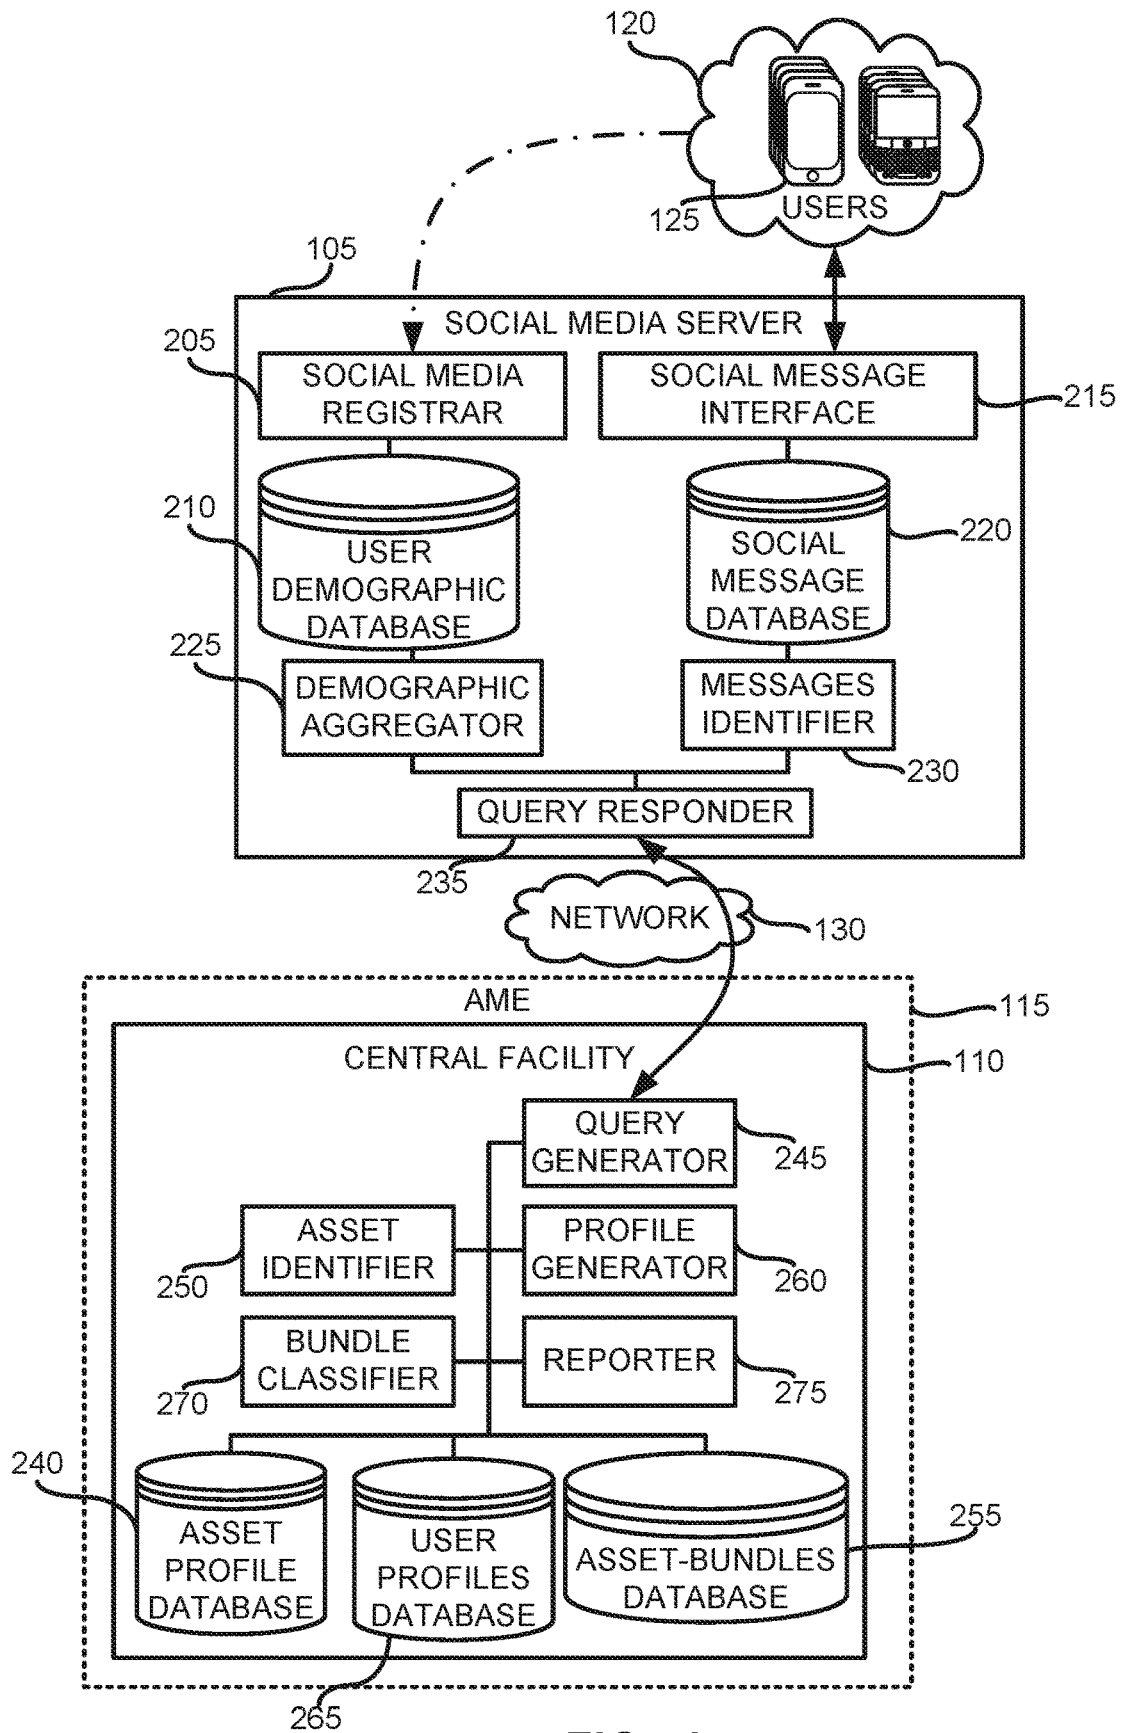 120
125
USERS
105
SOCIAL MEDIA SERVER
205
SOCIAL MEDIA
REGISTRAR
SOCIAL MESSAGE
INTERFACE
215
210
USER
DEMOGRAPHIC
DATABASE
SOCIAL
MESSAGE
DATABASE
220
225
DEMOGRAPHIC
AGGREGATOR
MESSAGES
IDENTIFIER
230
QUERY RESPONDER
235
NETWORK
130
AME
115
CENTRAL FACILITY
110
QUERY
GENERATOR
245
ASSET
IDENTIFIER
250
PROFILE
GENERATOR
260
BUNDLE
CLASSIFIER
270
REPORTER
275
240
ASSET
PROFILE
DATABASE
USER
PROFILES
DATABASE
265
ASSET-BUNDLES
DATABASE
255